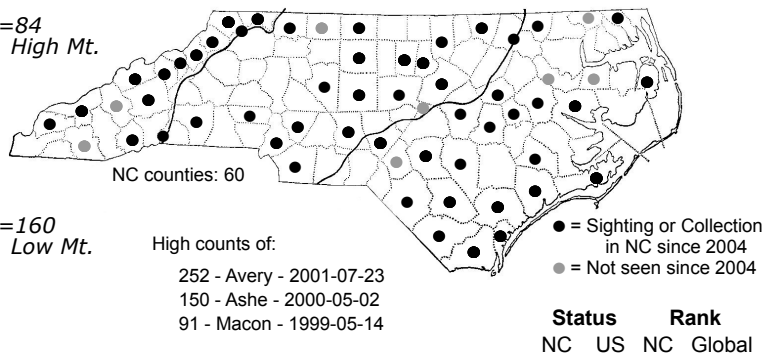 =84
High Mt.
NC counties: 60
=160
Low Mt.
High counts of:
252 - Avery - 2001-07-23
150 - Ashe - 2000-05-02
91 - Macon - 1999-05-14
= Sighting or Collection
in NC since 2004
= Not seen since 2004
Status Rank
NC US NC Global